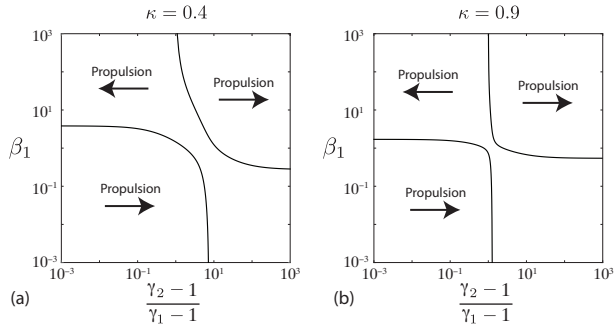 κ = 0.4
κ = 0.9
10³
10¹
10⁻¹
10⁻³
β₁
Propulsion
Propulsion
Propulsion
10⁻³
10⁻¹
10¹
10³
(a)
γ₂ − 1
γ₁ − 1
10³
10¹
10⁻¹
10⁻³
β₁
Propulsion
Propulsion
Propulsion
10⁻³
10⁻¹
10¹
10³
(b)
γ₂ − 1
γ₁ − 1